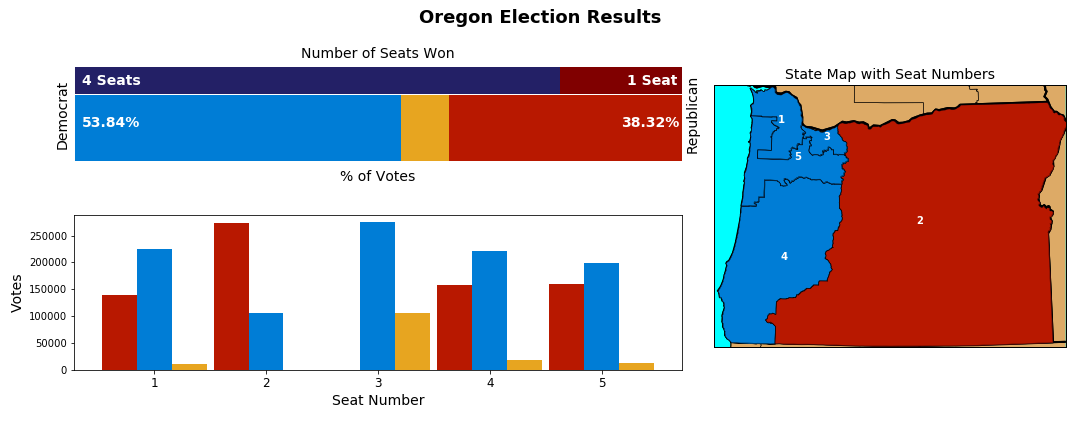 Oregon Election Results
Number of Seats Won
Democrat
4 Seats
1 Seat
53.84%
38.32%
Republican
% of Votes
State Map with Seat Numbers
1
3
5
2
4
Votes
250000
200000
150000
100000
50000
0
1 2 3 4 5
Seat Number